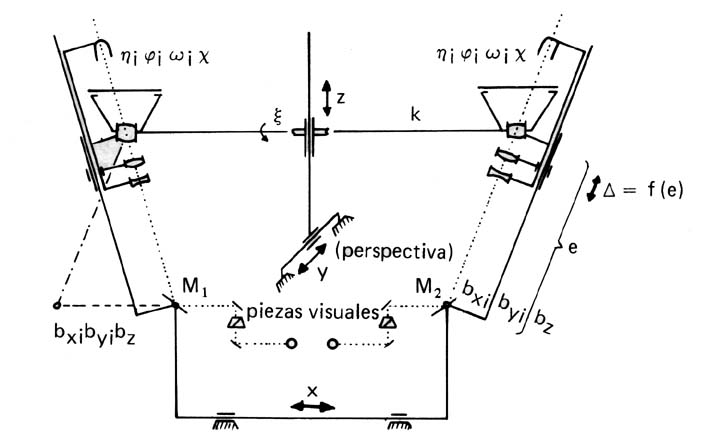 ηi φi ωi χ
ηi φi ωi χ
z
ξ
k
Δ = f (e)
(perspectiva)
e
y
M1
M2
piezas visuales
bxi byi bz
bxibyibz
x